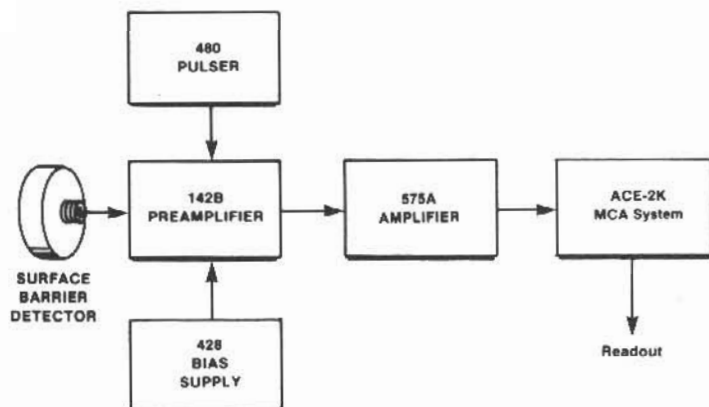 480
PULSER
142B
PREAMPLIFIER
575A
AMPLIFIER
ACE-2K
MCA System
SURFACE
BARRIER
DETECTOR
428
BIAS
SUPPLY
Readout